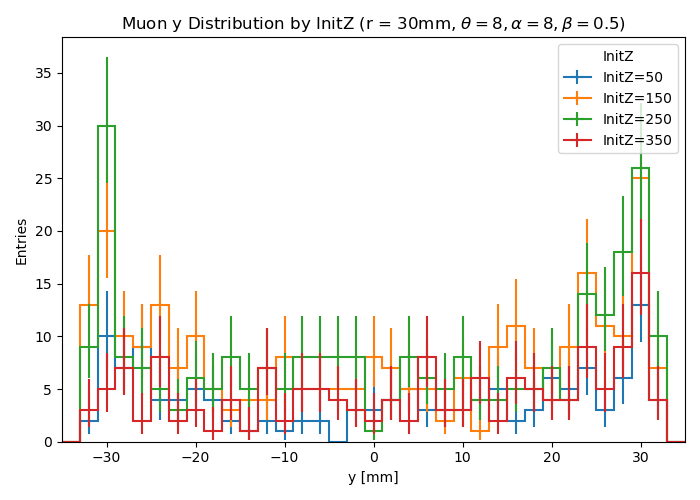 Muon y Distribution by InitZ (r = 30mm, θ = 8, α = 8, β = 0.5)
InitZ
InitZ=50
InitZ=150
InitZ=250
InitZ=350
Entries
35
30
25
20
15
10
5
0
−30
−20
−10
0
10
20
30
y [mm]